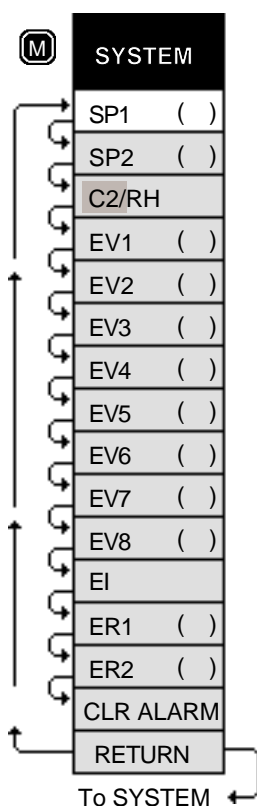 M
SYSTEM
SP1 ( )
SP2 ( )
C2/RH
EV1 ( )
EV2 ( )
EV3 ( )
EV4 ( )
EV5 ( )
EV6 ( )
EV7 ( )
EV8 ( )
EI
ER1 ( )
ER2 ( )
CLR ALARM
RETURN
To SYSTEM